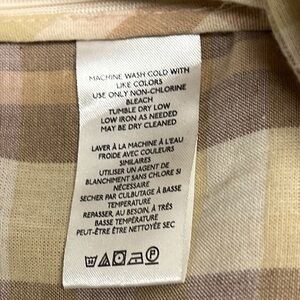 MACHINE WASH COLD WITH
LIKE COLORS
USE ONLY NON-CHLORINE
BLEACH
TUMBLE DRY LOW
LOW IRON AS NEEDED
MAY BE DRY CLEANED
LAVER À LA MACHINE À L'EAU
FROIDE AVEC COULEURS
SIMILAIRES
UTILISER UN AGENT DE
BLANCHIMENT SANS CHLORE SI
NÉCESSAIRE
SECHER PAR CULBUTAGE À BASSE
TEMPÉRATURE
REPASSER, AU BESOIN, À TRÈS
BASSE TEMPÉRATURE
PEUT-ÊTRE ÊTRE NETTOYÉE SEC
P